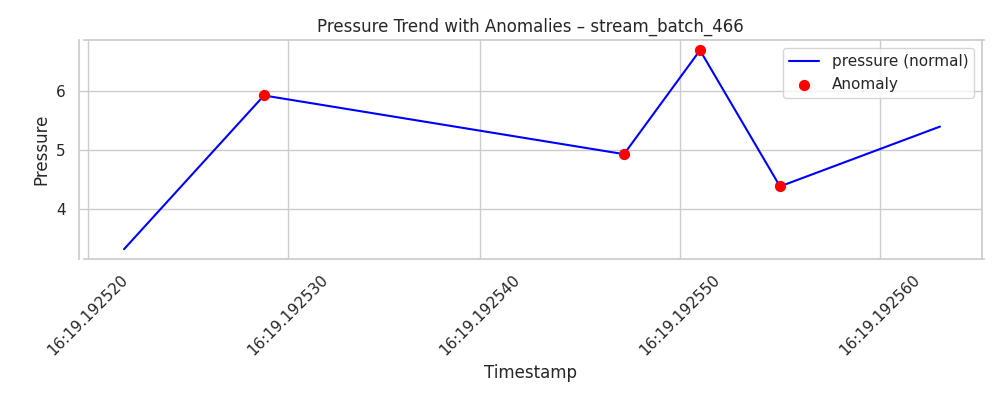 Pressure Trend with Anomalies – stream_batch_466
pressure (normal)
Anomaly
Pressure
6
5
4
16:19.192520
16:19.192530
16:19.192540
16:19.192550
16:19.192560
Timestamp